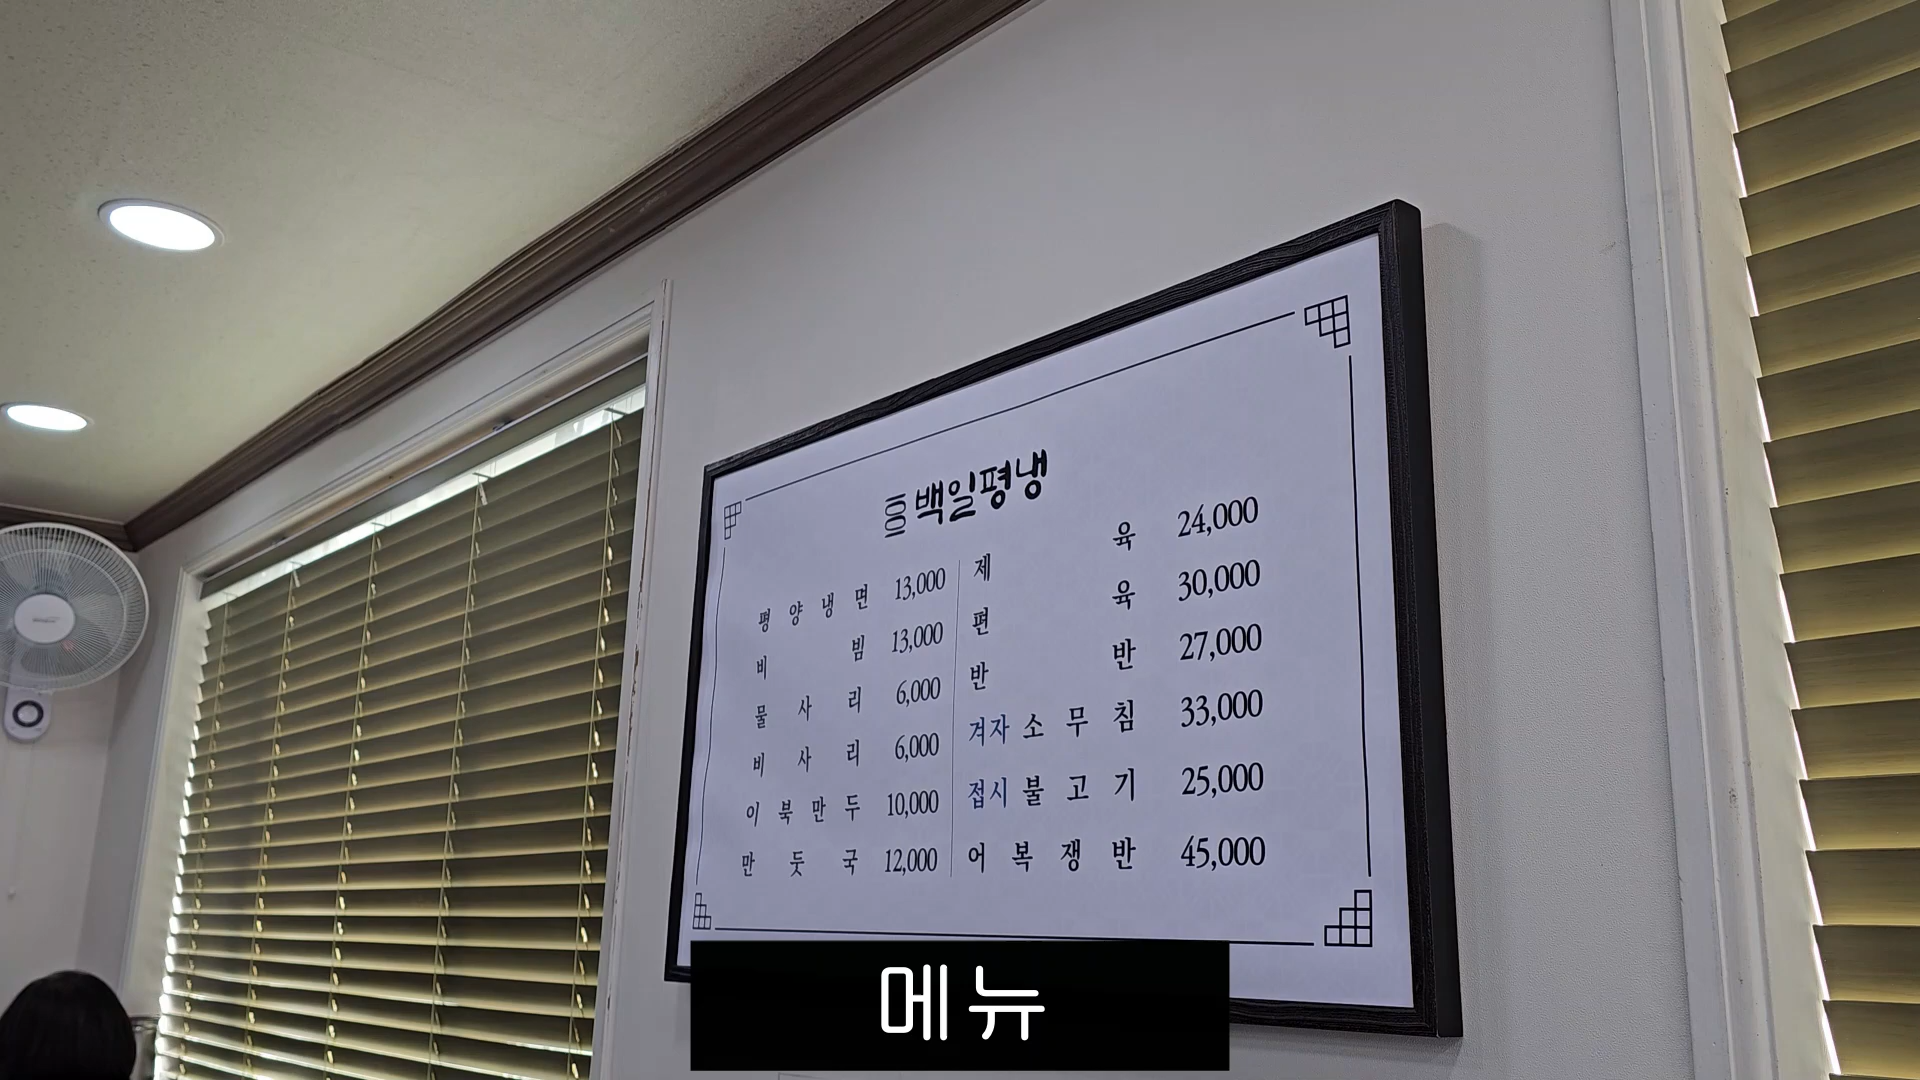 백일평냉
평양냉면 13,000
비빔 13,000
물사리 6,000
비사리 6,000
이북만두 10,000
만둣국 12,000
제육 24,000
편육 30,000
반반 27,000
겨자소무침 33,000
접시불고기 25,000
어복쟁반 45,000
메뉴